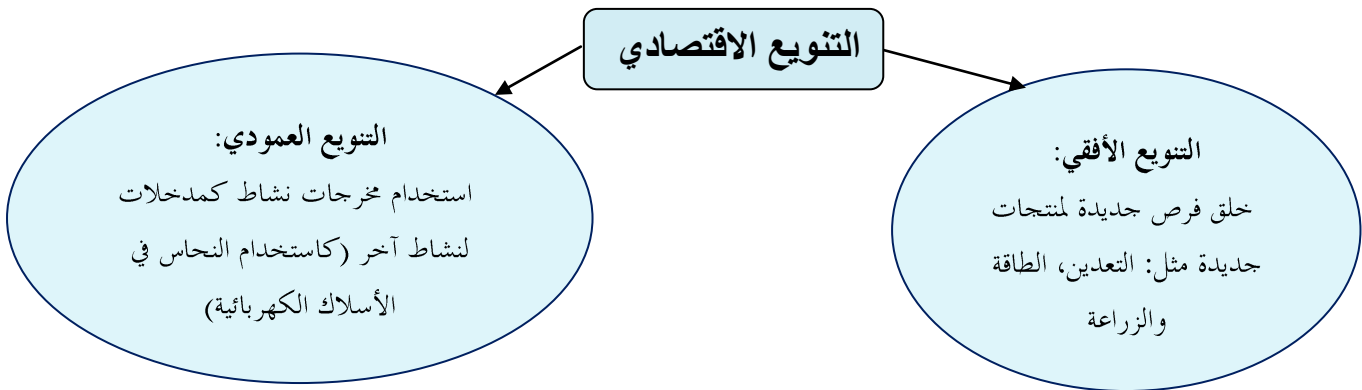 التنويع الاقتصادي
التنويع الأفقي:
خلق فرص جديدة لمنتجات
جديدة مثل: التعدين، الطاقة
والزراعة
التنويع العمودي:
استخدام مخرجات نشاط كمدخلات
لنشاط آخر (كاستخدام النحاس في
الأسلاك الكهربائية)